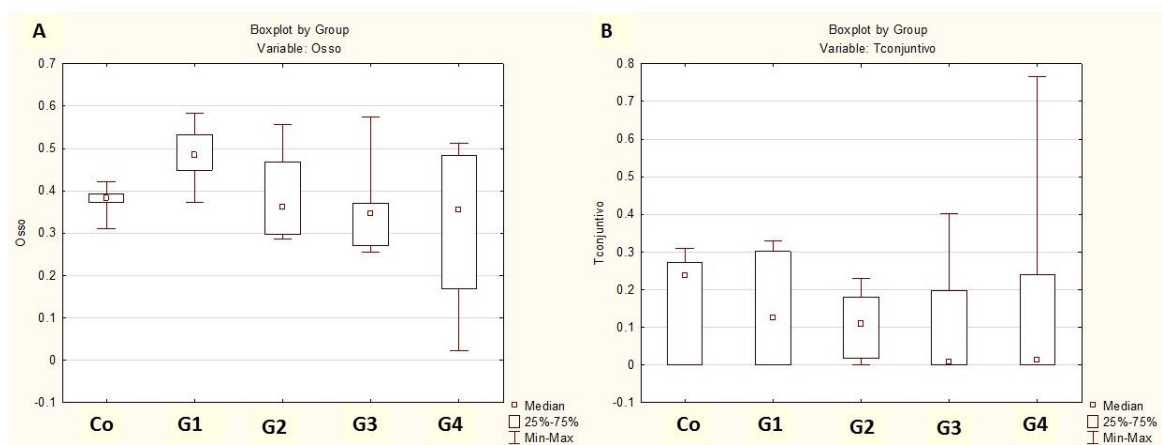 A
Boxplot by Group
Variable: Osso
0.7
0.6
0.5
0.4
0.3
0.2
0.1
0
-0.1
Osso
Co G1 G2 G3 G4
Median
25%-75%
Min-Max
B
Boxplot by Group
Variable: Tconjuntivo
0.8
0.7
0.6
0.5
0.4
0.3
0.2
0.1
0
-0.1
Tconjuntivo
Co G1 G2 G3 G4
Median
25%-75%
Min-Max